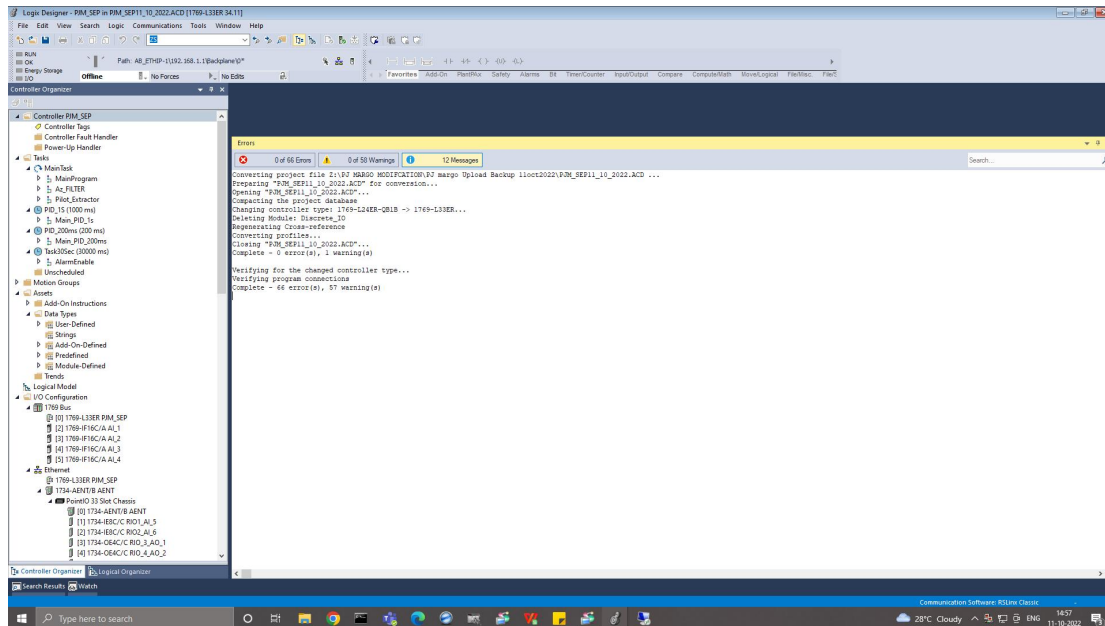 Logix Designer - PJM_SEP in PJM_SEP11_10_2022.ACD [1769-L33ER 34.11]
File Edit View Search Logic Communications Tools Window Help
RUN
OK
Energy Storage
I/O
Path: AB_ETHIP-1\192.168.1.1\Backplane\0*
Offline
No Forces
No Edits
Favorites Add-On PlantPAx Safety Alarms Bit Timer/Counter Input/Output Compare Compute/Math Move/Logical File/Misc.
Controller Organizer
Controller PJM_SEP
Controller Tags
Controller Fault Handler
Power-Up Handler
Tasks
MainTask
MainProgram
Az_FILTER
Pilot_Extractor
PID_1S (1000 ms)
Main_PID_1s
PID_200ms (200 ms)
Main_PID_200ms
Task30Sec (30000 ms)
AlarmEnable
Unscheduled
Motion Groups
Assets
Add-On Instructions
Data Types
User-Defined
Strings
Add-On-Defined
Predefined
Module-Defined
Trends
Logical Model
I/O Configuration
1769 Bus
[0] 1769-L33ER PJM_SEP
[2] 1769-IF16C/A AI_1
[3] 1769-IF16C/A AI_2
[4] 1769-IF16C/A AI_3
[5] 1769-IF16C/A AI_4
Ethernet
1769-L33ER PJM_SEP
1734-AENT/B AENT
PointIO 33 Slot Chassis
[0] 1734-AENT/B AENT
[1] 1734-IE8C/C RIO1_AI_5
[2] 1734-IE8C/C RIO2_AI_6
[3] 1734-OE4C/C RIO_3_AO_1
[4] 1734-OE4C/C RIO_4_AO_2
Controller Organizer Logical Organizer
Errors
0 of 66 Errors 0 of 58 Warnings 12 Messages Search...
Converting project file Z:\PJ MARGO MODIFCATION\PJ margo Upload Backup 11oct2022\PJM_SEP11_10_2022.ACD ...
Preparing "PJM_SEP11_10_2022.ACD" for conversion...
Opening "PJM_SEP11_10_2022.ACD"...
Compacting the project database
Changing controller type: 1769-L24ER-QB1B -> 1769-L33ER...
Deleting Module: Discrete_IO
Regenerating Cross-reference
Converting profiles...
Closing "PJM_SEP11_10_2022.ACD"...
Complete - 0 error(s), 1 warning(s)
Verifying for the changed controller type...
Verifying program connections
Complete - 66 error(s), 57 warning(s)
Search Results Watch
Communication Software: RSLinx Classic
Type here to search
28°C Cloudy ENG
14:57
11-10-2022